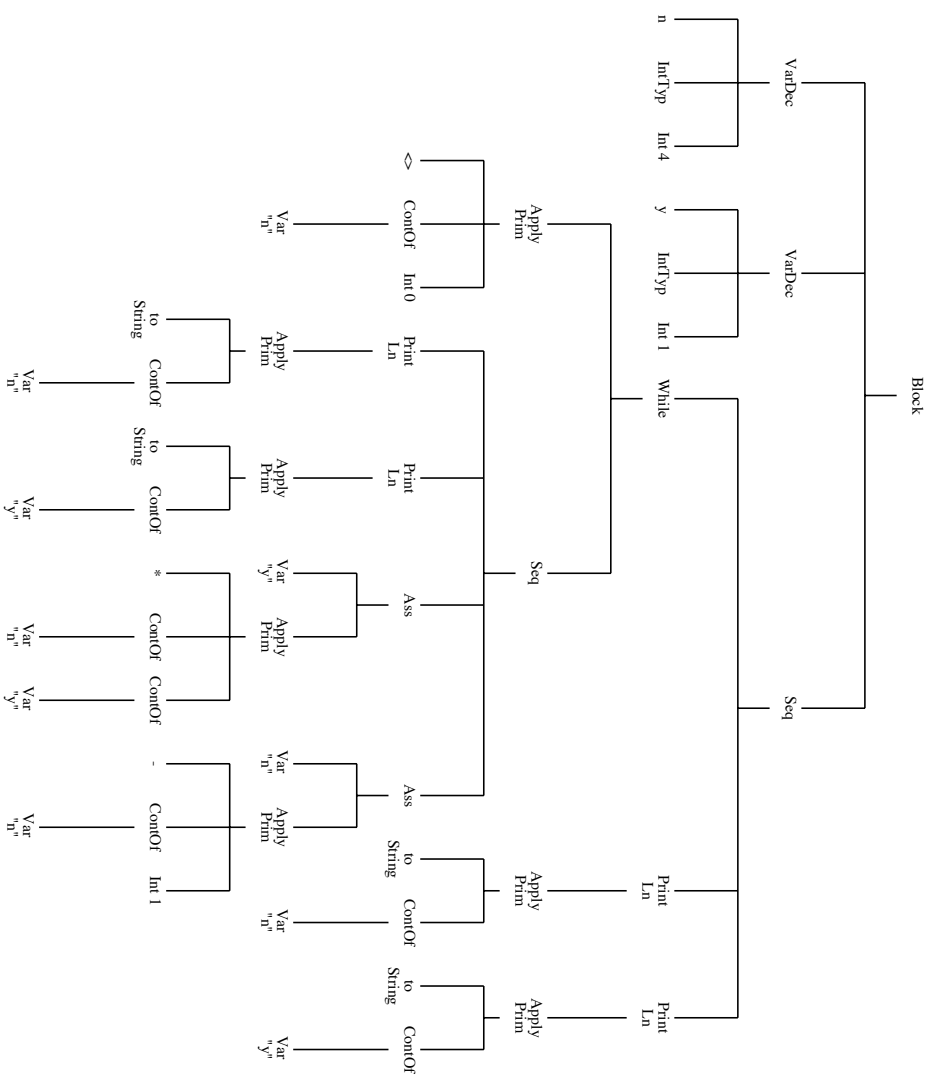 Block
VarDec
VarDec
Seq
n
IntTyp
Int 4
y
IntTyp
Int 1
While
Print
Ln
Print
Ln
Apply
Prim
Seq
Apply
Prim
Apply
Prim
<>
ContOf
Int 0
Print
Ln
Print
Ln
Ass
Ass
to
String
ContOf
to
String
ContOf
Var
"n"
Apply
Prim
Apply
Prim
Var
"y"
Apply
Prim
Var
"n"
Apply
Prim
Var
"n"
Var
"y"
to
String
ContOf
to
String
ContOf
*
ContOf
ContOf
-
ContOf
Int 1
Var
"n"
Var
"y"
Var
"n"
Var
"y"
Var
"n"